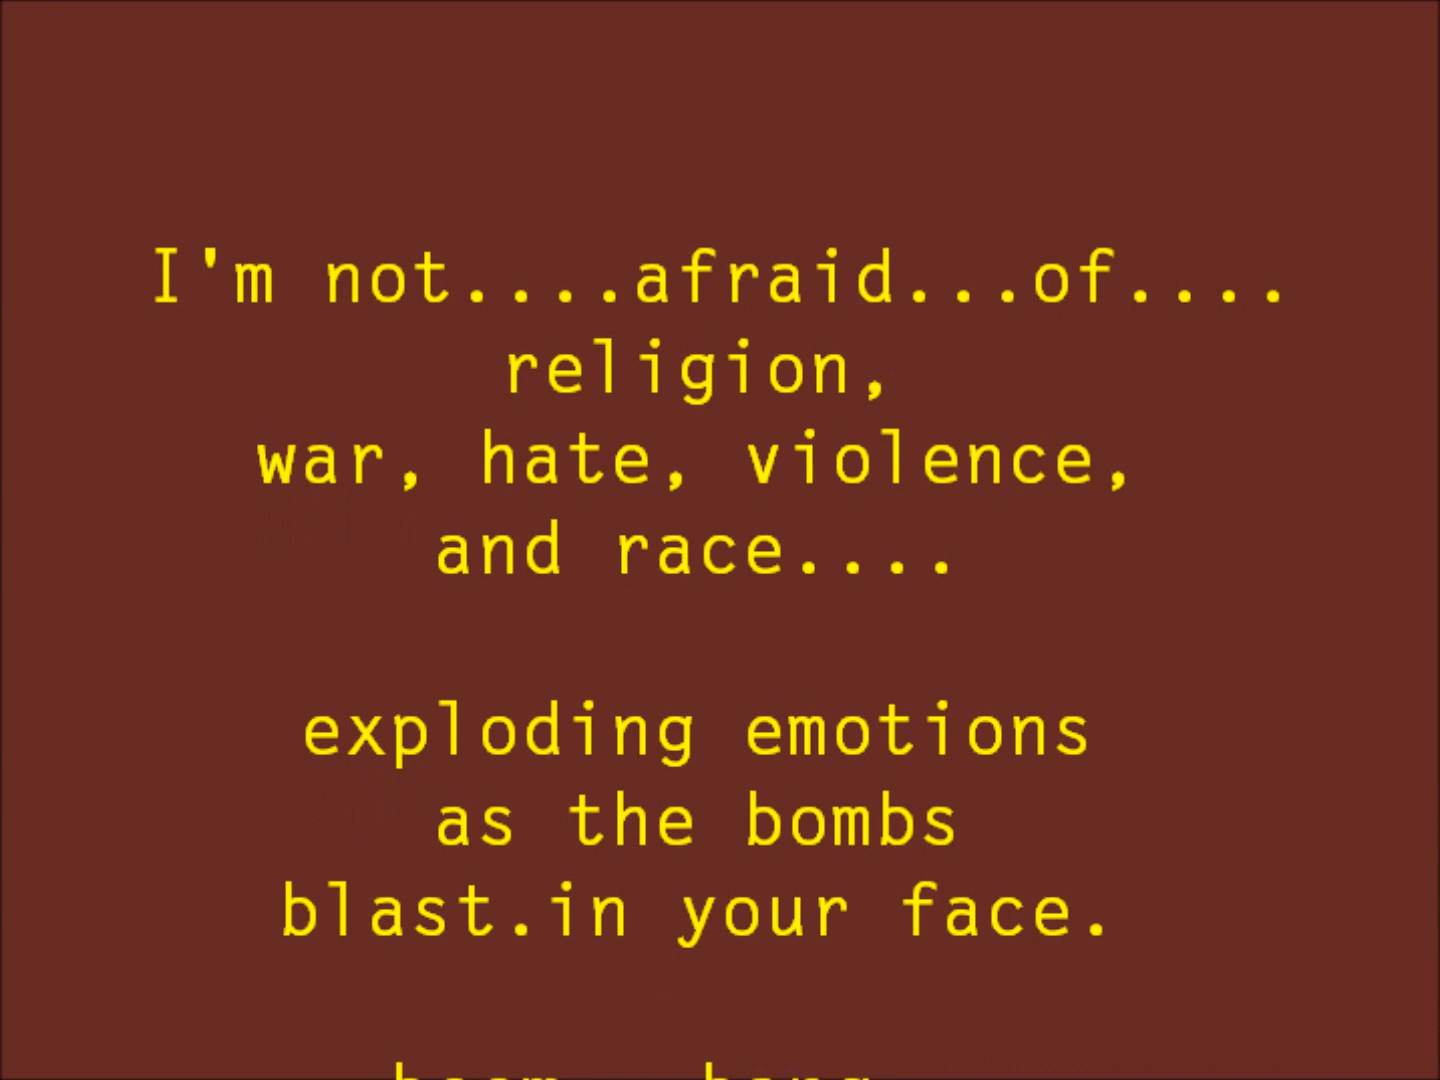 I'm not....afraid...of....
religion,
war, hate, violence,
and race....
exploding emotions
as the bombs
blast.in your face.